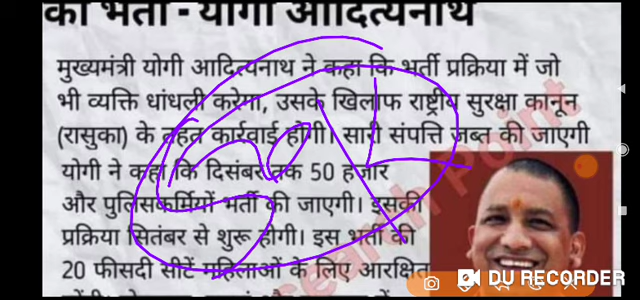 की भर्ती - योगी आदित्यनाथ
मुख्यमंत्री योगी आदित्यनाथ ने कहा कि भर्ती प्रक्रिया में जो
भी व्यक्ति धांधली करेगा, उसके खिलाफ राष्ट्रीय सुरक्षा कानून
(रासुका) के तहत कार्रवाई होगी। सारी संपत्ति जब्त की जाएगी
योगी ने कहा कि दिसंबर तक 50 हजार
और पुलिसकर्मियों भर्ती की जाएगी। इसकी
प्रक्रिया सितंबर से शुरू होगी। इस भर्ती की
20 फीसदी सीटें महिलाओं के लिए आरक्षित
search Point
DU RECORDER